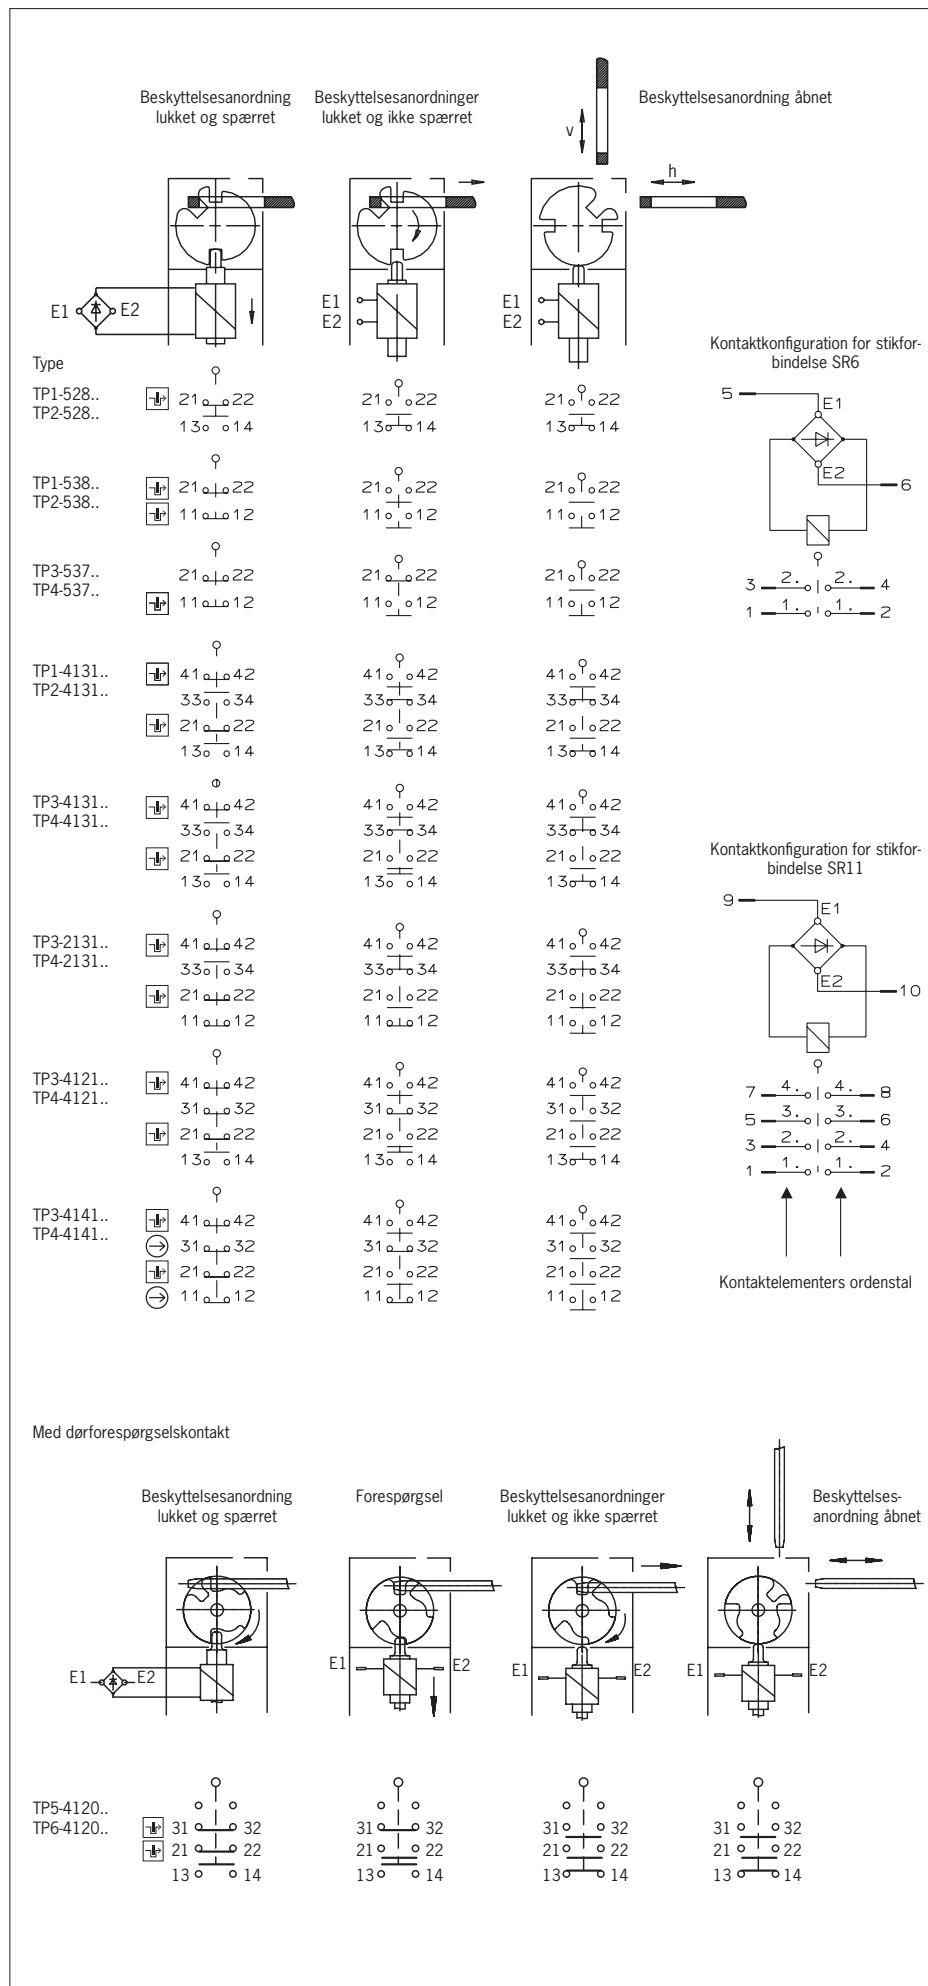 Beskyttelsesanordning
lukket og spærret
Beskyttelsesanordninger
lukket og ikke spærret
Beskyttelsesanordning åbnet
v
h
E1
E2
E1
E2
E1
E2
Type
TP1-528..
TP2-528..
21 22
13 14
21 22
13 14
21 22
13 14
TP1-538..
TP2-538..
21 22
11 12
21 22
11 12
21 22
11 12
TP3-537..
TP4-537..
21 22
11 12
21 22
11 12
21 22
11 12
TP1-4131..
TP2-4131..
41 42
33 34
21 22
13 14
41 42
33 34
21 22
13 14
41 42
33 34
21 22
13 14
TP3-4131..
TP4-4131..
41 42
33 34
21 22
13 14
41 42
33 34
21 22
13 14
41 42
33 34
21 22
13 14
TP3-2131..
TP4-2131..
41 42
33 34
21 22
11 12
41 42
33 34
21 22
11 12
41 42
33 34
21 22
11 12
TP3-4121..
TP4-4121..
41 42
31 32
21 22
13 14
41 42
31 32
21 22
13 14
41 42
31 32
21 22
13 14
TP3-4141..
TP4-4141..
41 42
31 32
21 22
11 12
41 42
31 32
21 22
11 12
41 42
31 32
21 22
11 12
Kontaktkonfiguration for stikfor-
bindelse SR6
5
E1
E2
6
3 2. 2. 4
1 1. 1. 2
Kontaktkonfiguration for stikfor-
bindelse SR11
9
E1
E2
10
7 4. 4. 8
5 3. 3. 6
3 2. 2. 4
1 1. 1. 2
Kontaktelementers ordenstal
Med dørforespørgselskontakt
Beskyttelsesanordning
lukket og spærret
Forespørgsel
Beskyttelsesanordninger
lukket og ikke spærret
Beskyttelses-
anordning åbnet
E1 E2
E1 E2
E1 E2
E1 E2
TP5-4120..
TP6-4120..
31 32
21 22
13 14
31 32
21 22
13 14
31 32
21 22
13 14
31 32
21 22
13 14